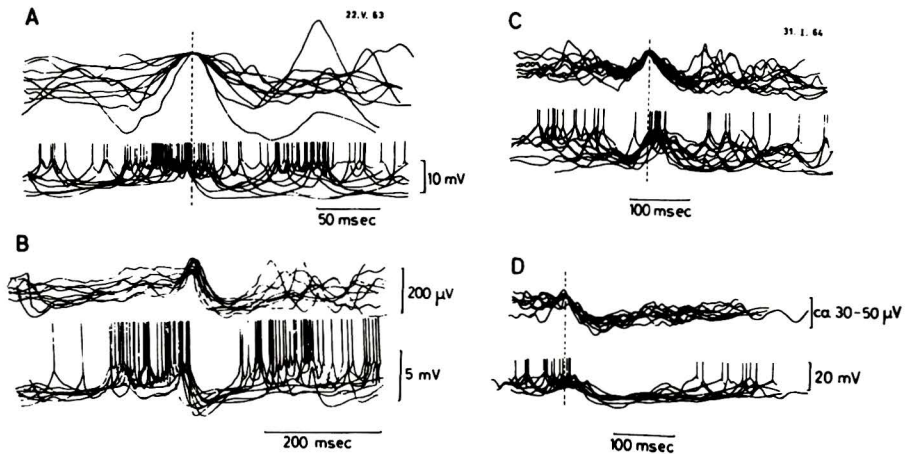 A
22.V.63
10 mV
50 msec
B
200 µV
5 mV
200 msec
C
31.I.64
100 msec
D
ca 30-50 µV
20 mV
100 msec